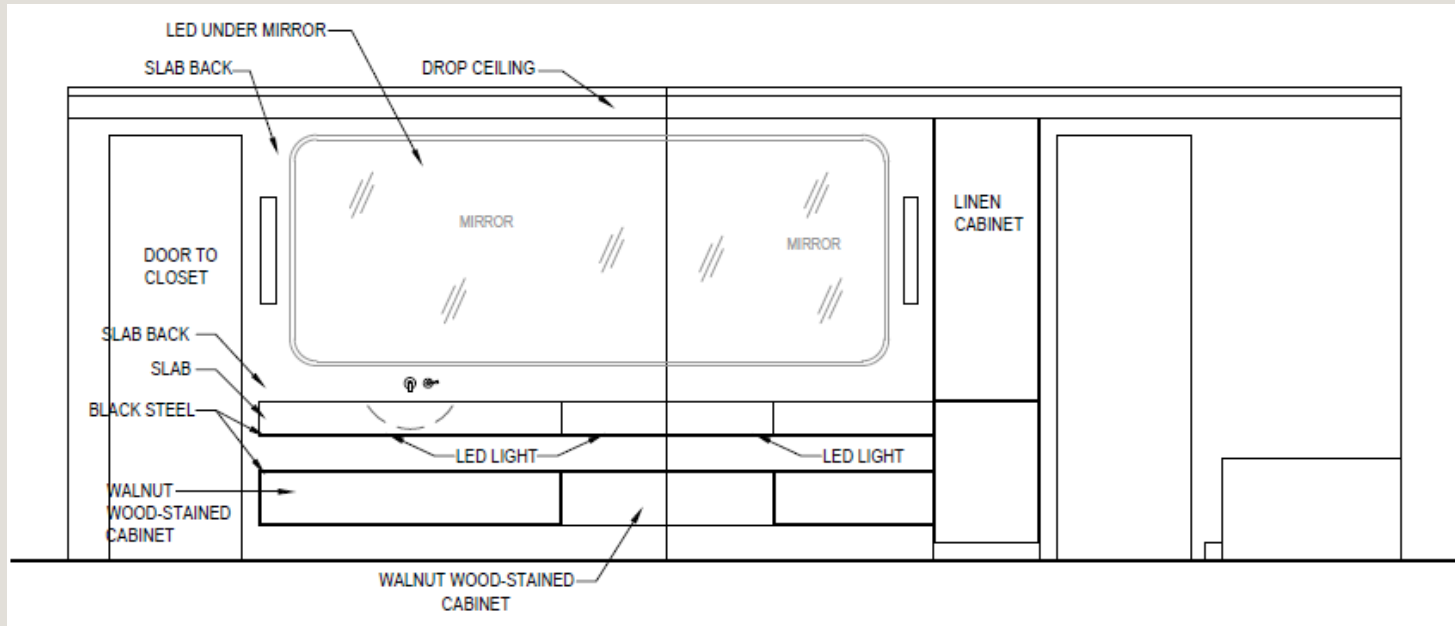 LED UNDER MIRROR
SLAB BACK
DROP CEILING
MIRROR
MIRROR
LINEN
CABINET
DOOR TO
CLOSET
SLAB BACK
SLAB
BLACK STEEL
LED LIGHT
LED LIGHT
WALNUT
WOOD-STAINED
CABINET
WALNUT WOOD-STAINED
CABINET